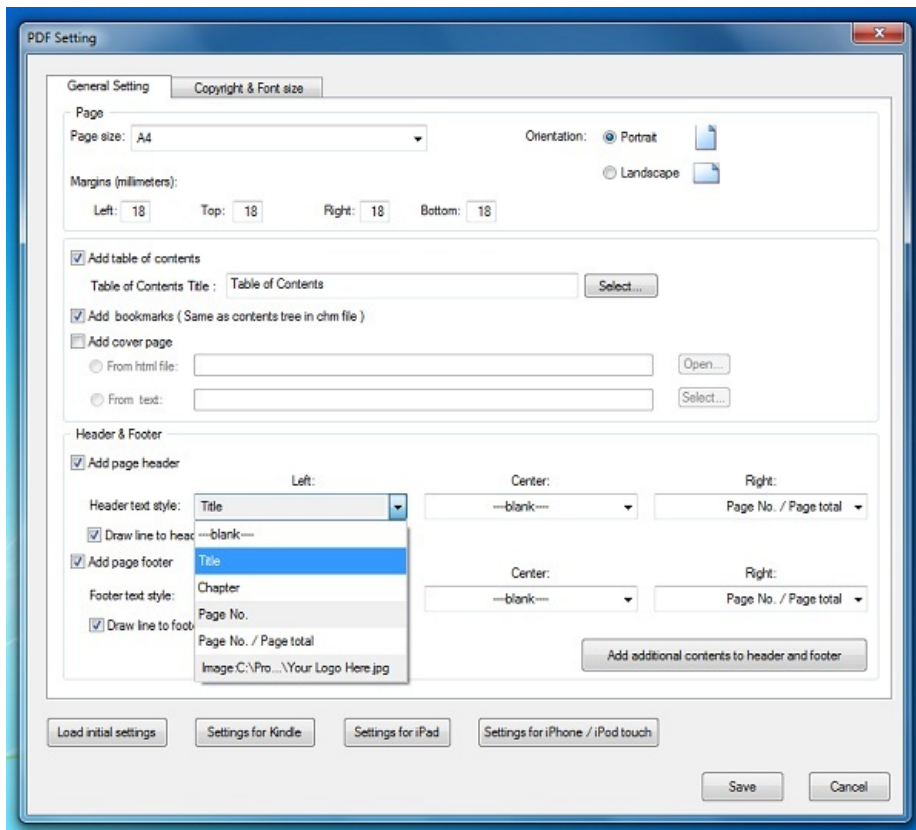 PDF Setting
General Setting
Copyright & Font size
Page
Page size: A4
Orientation: Portrait
Landscape
Margins (milimeters):
Left: 18 Top: 18 Right: 18 Bottom: 18
Add table of contents
Table of Contents Title : Table of Contents Select...
Add bookmarks ( Same as contents tree in chm file )
Add cover page
From html file: Open...
From text: Select...
Header & Footer
Add page header
Left: Center: Right:
Header text style: Title ---blank--- Page No. / Page total
Draw line to head
---blank---
Title
Chapter
Page No.
Page No. / Page total
Image:C:\Pro...\Your Logo Here.jpg
Add page footer
Center: Right:
Footer text style: ---blank--- Page No. / Page total
Draw line to foot
Add additional contents to header and footer
Load initial settings Settings for Kindle Settings for iPad Settings for iPhone / iPod touch
Save Cancel